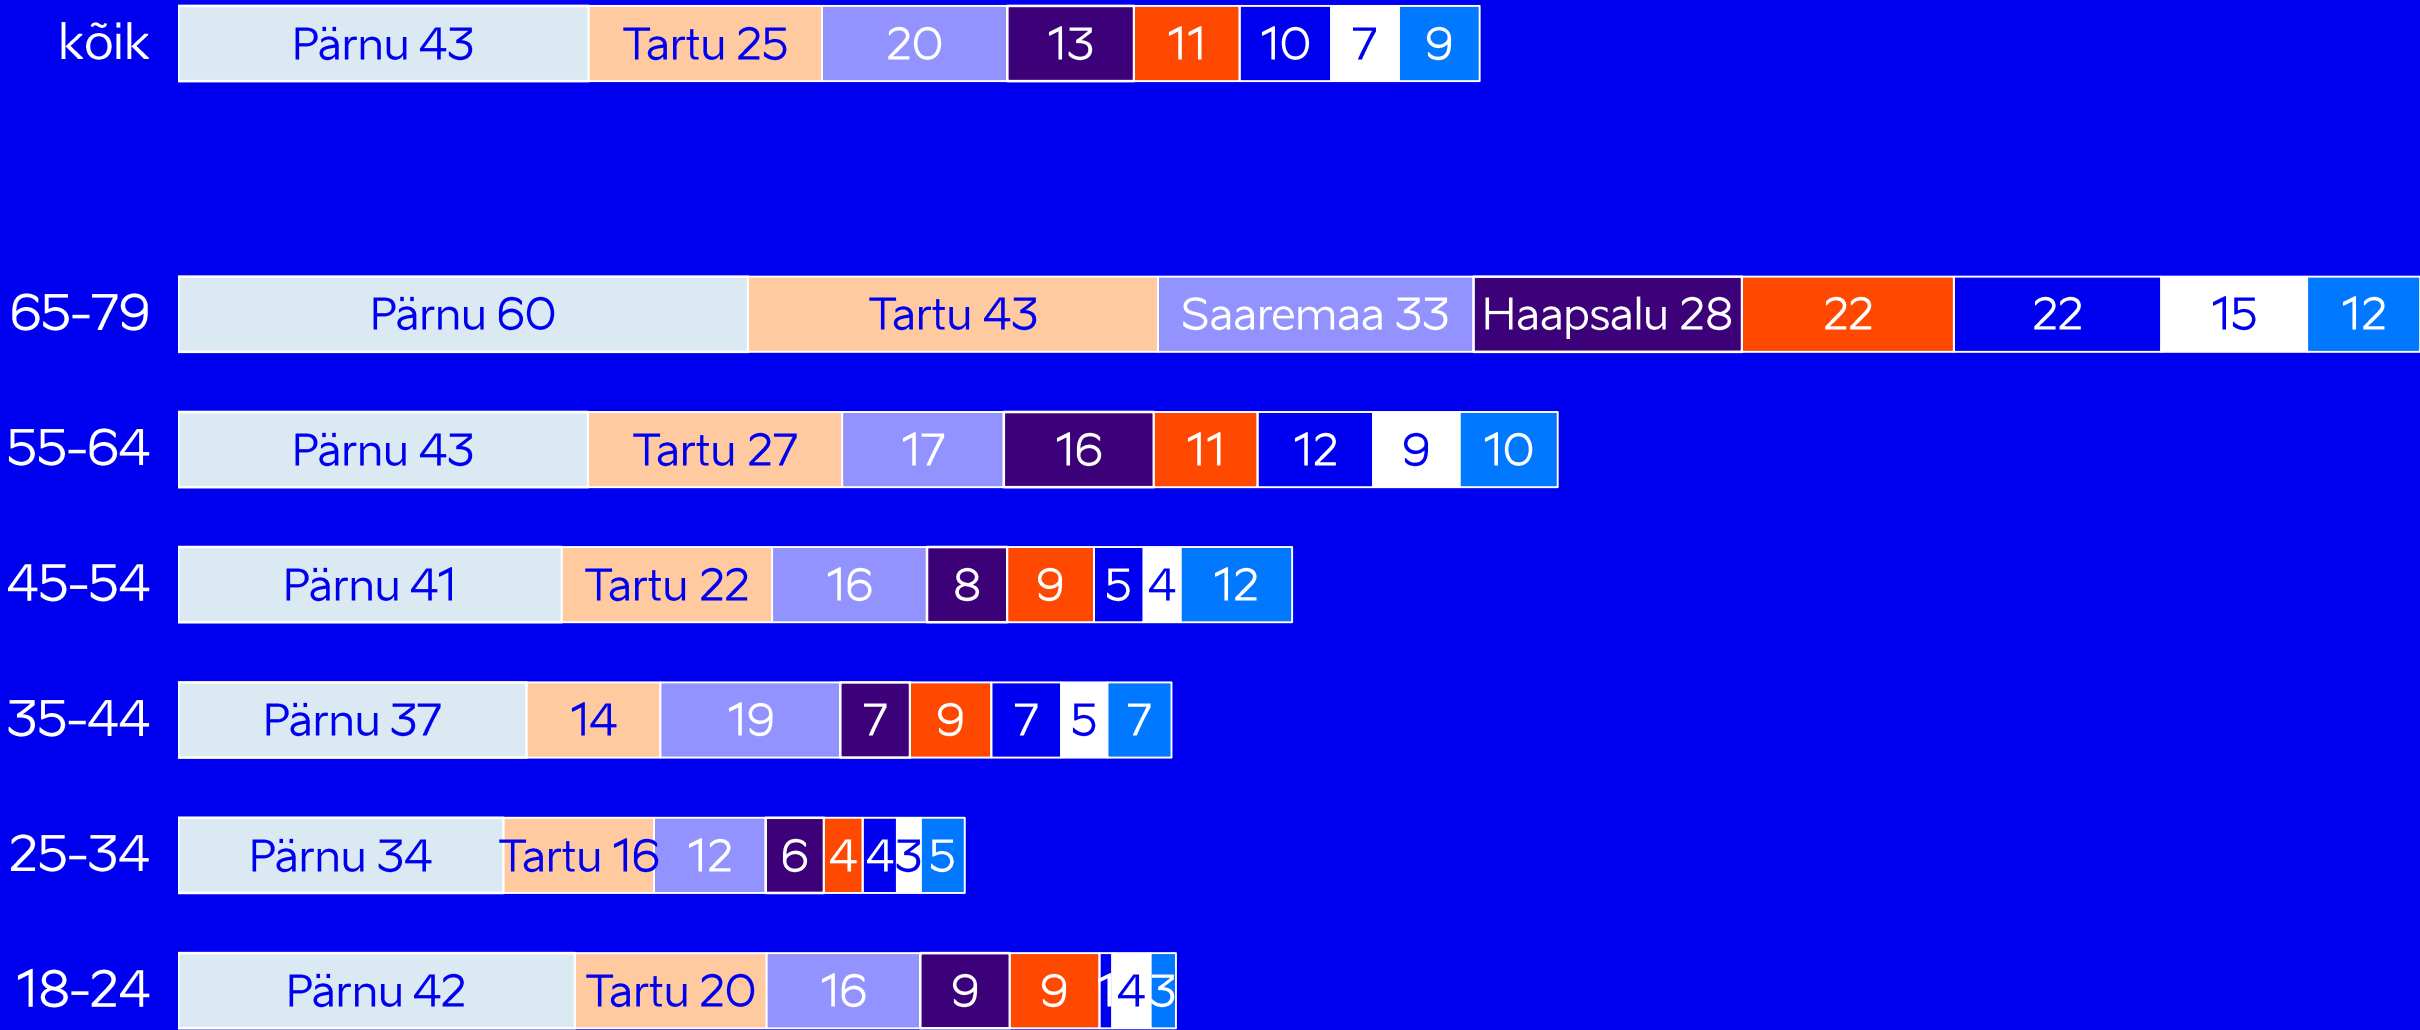 kõik Pärnu 43 Tartu 25 20 13 11 10 7 9
65-79 Pärnu 60 Tartu 43 Saaremaa 33 Haapsalu 28 22 22 15 12
55-64 Pärnu 43 Tartu 27 17 16 11 12 9 10
45-54 Pärnu 41 Tartu 22 16 8 9 5 4 12
35-44 Pärnu 37 14 19 7 9 7 5 7
25-34 Pärnu 34 Tartu 16 12 6 4 4 3 5
18-24 Pärnu 42 Tartu 20 16 9 9 1 4 3